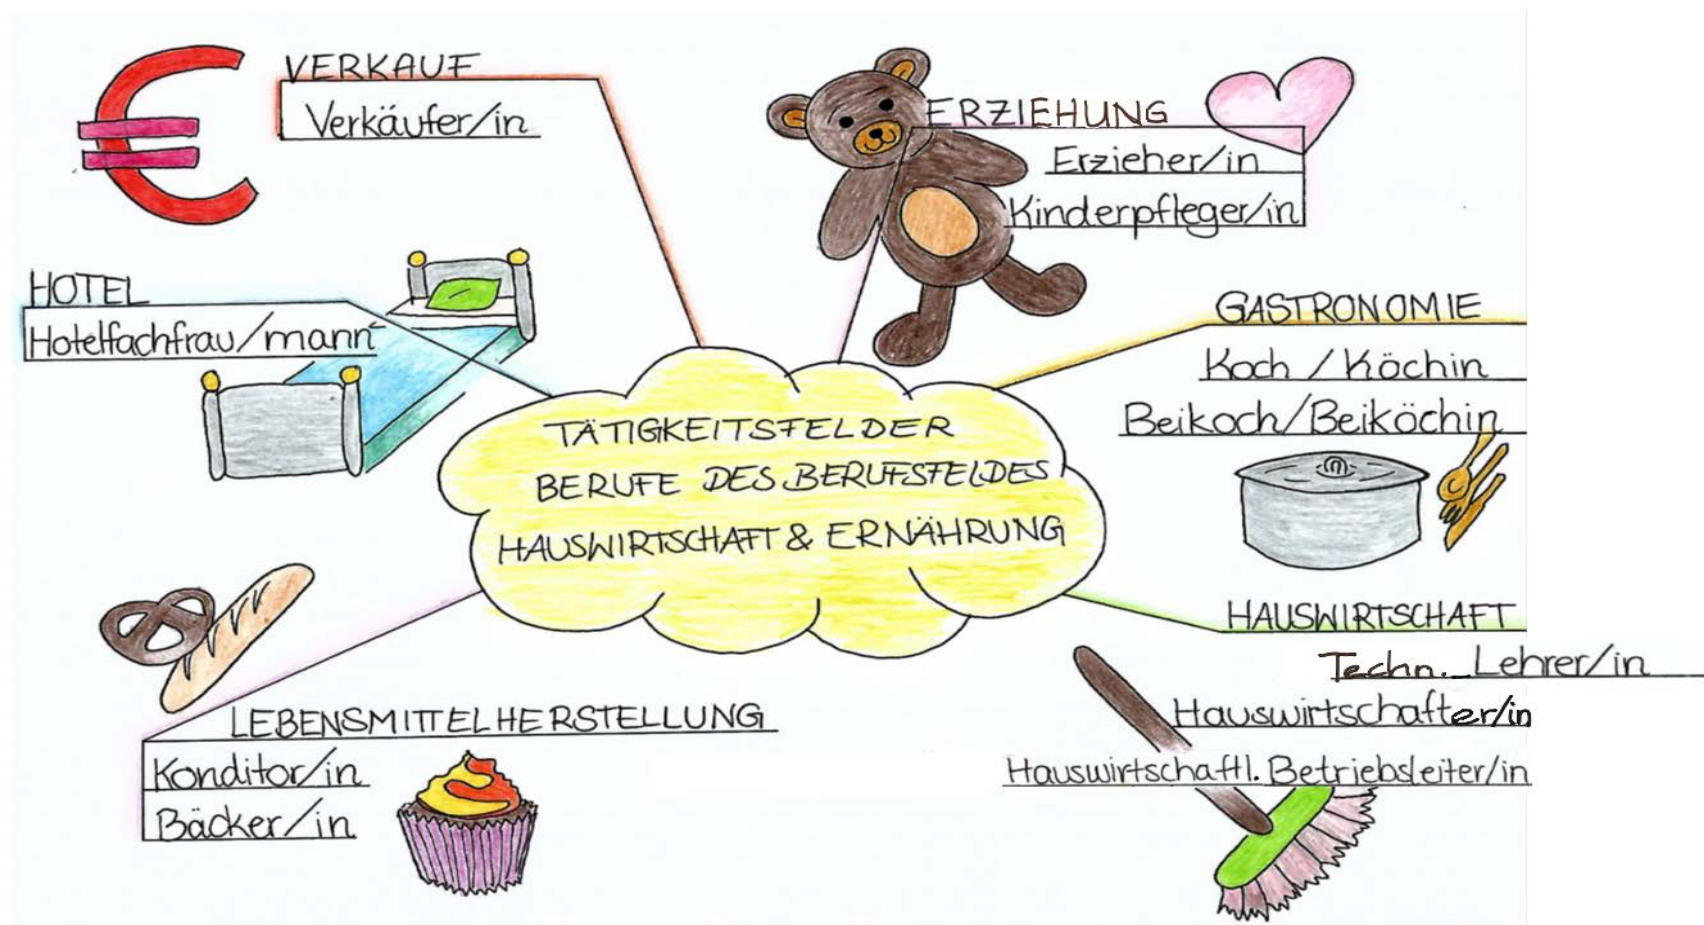 VERKAUF
Verkäufer/in
ERZIEHUNG
Erzieher/in
Kinderpfleger/in
HOTEL
Hotelfachfrau/mann
GASTRONOMIE
Koch / Köchin
Beikoch/Beiköchin
TÄTIGKEITSFELDER
BERUFE DES BERUFSFELDES
HAUSWIRTSCHAFT & ERNÄHRUNG
HAUSWIRTSCHAFT
Techn. Lehrer/in
Hauswirtschafter/in
Hauswirtschaftl. Betriebsleiter/in
LEBENSMITTELHERSTELLUNG
Konditor/in
Bäcker/in